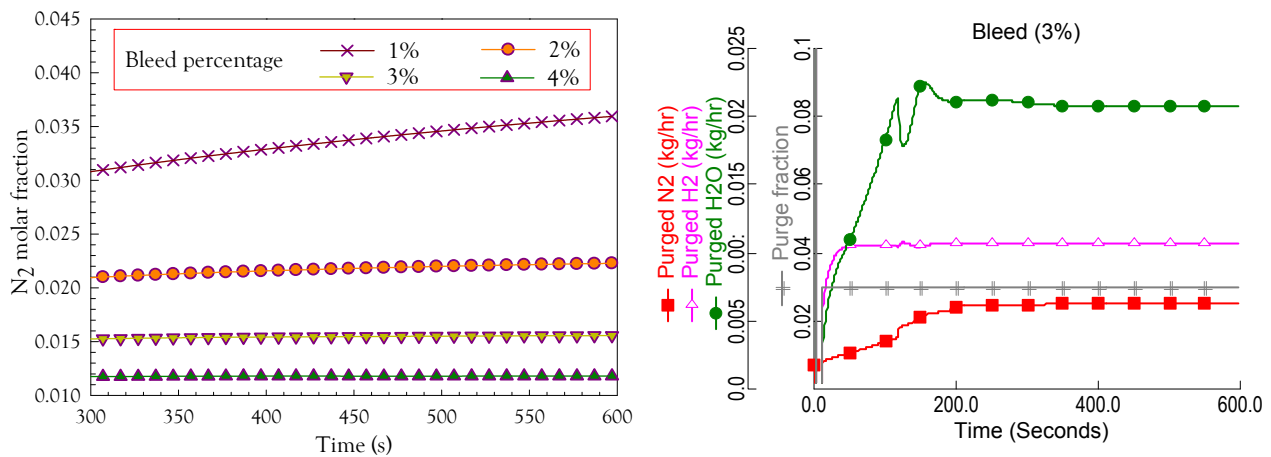 0.045
0.040
0.035
0.030
0.025
0.020
0.015
0.010
N2 molar fraction
Bleed percentage
1%
2%
3%
4%
300 350 400 450 500 550 600
Time (s)
Bleed (3%)
Purged N2 (kg/hr)
Purged H2 (kg/hr)
Purged H2O (kg/hr)
0.025
0.020
0.015
0.00:
0.005
0.0
Purge fraction
0.1
0.08
0.06
0.04
0.02
0.0 200.0 400.0 600.0
Time (Seconds)